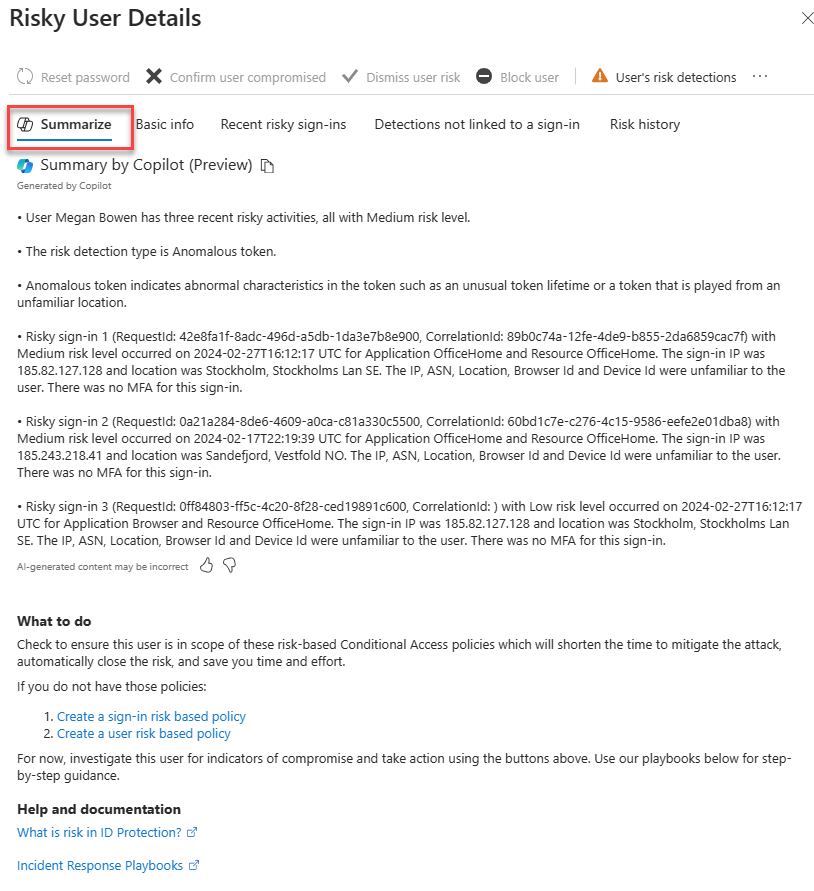 Risky User Details
Reset password Confirm user compromised Dismiss user risk Block user User's risk detections ...
Summarize Basic info Recent risky sign-ins Detections not linked to a sign-in Risk history
Summary by Copilot (Preview)
Generated by Copilot
• User Megan Bowen has three recent risky activities, all with Medium risk level.
• The risk detection type is Anomalous token.
• Anomalous token indicates abnormal characteristics in the token such as an unusual token lifetime or a token that is played from an
unfamiliar location.
• Risky sign-in 1 (RequestId: 42e8fa1f-8adc-496d-a5db-1da3e7b8e900, CorrelationId: 89b0c74a-12fe-4de9-b855-2da6859cac7f) with
Medium risk level occurred on 2024-02-27T16:12:17 UTC for Application OfficeHome and Resource OfficeHome. The sign-in IP was
185.82.127.128 and location was Stockholm, Stockholms Lan SE. The IP, ASN, Location, Browser Id and Device Id were unfamiliar to the
user. There was no MFA for this sign-in.
• Risky sign-in 2 (RequestId: 0a21a284-8de6-4609-a0ca-c81a330c5500, CorrelationId: 60bd1c7e-c276-4c15-9586-eefe2e01dba8) with
Medium risk level occurred on 2024-02-17T22:19:39 UTC for Application OfficeHome and Resource OfficeHome. The sign-in IP was
185.243.218.41 and location was Sandefjord, Vestfold NO. The IP, ASN, Location, Browser Id and Device Id were unfamiliar to the user.
There was no MFA for this sign-in.
• Risky sign-in 3 (RequestId: 0ff84803-ff5c-4c20-8f28-ced19891c600, CorrelationId: ) with Low risk level occurred on 2024-02-27T16:12:17
UTC for Application Browser and Resource OfficeHome. The sign-in IP was 185.82.127.128 and location was Stockholm, Stockholms Lan
SE. The IP, ASN, Location, Browser Id and Device Id were unfamiliar to the user. There was no MFA for this sign-in.
AI-generated content may be incorrect
What to do
Check to ensure this user is in scope of these risk-based Conditional Access policies which will shorten the time to mitigate the attack,
automatically close the risk, and save you time and effort.
If you do not have those policies:
1. Create a sign-in risk based policy
2. Create a user risk based policy
For now, investigate this user for indicators of compromise and take action using the buttons above. Use our playbooks below for step-
by-step guidance.
Help and documentation
What is risk in ID Protection?
Incident Response Playbooks